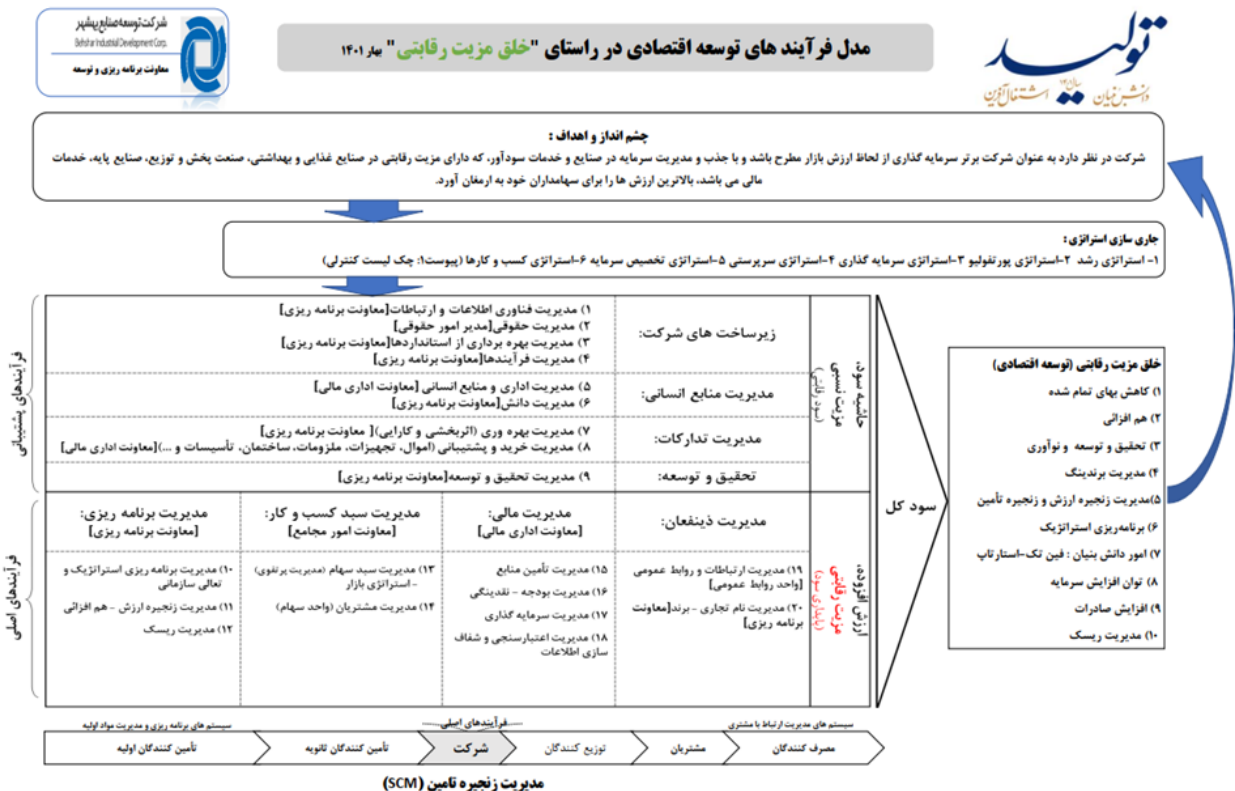 شرکت توسعه صنایع بهشهر
Behshar Industrial Development Corp.
معاونت برنامه ریزی و توسعه
مدل فرآیند های توسعه اقتصادی در راستای "خلق مزیت رقابتی" بهار ۱۴۰۱
تولید
دانش بنیان
اشتغال آفرین
چشم انداز و اهداف :
شرکت در نظر دارد به عنوان شرکت برتر سرمایه گذاری از لحاظ ارزش بازار مطرح باشد و با جذب و مدیریت سرمایه در صنایع و خدمات سودآور، که دارای مزیت رقابتی در صنایع غذایی و بهداشتی، صنعت پخش و توزیع، صنایع پایه، خدمات
مالی می باشد، بالاترین ارزش ها را برای سهامداران خود به ارمغان آورد.
جاری سازی استراتژی :
۱- استراتژی رشد ۲-استراتژی پورتفولیو ۳-استراتژی سرمایه گذاری ۴-استراتژی سرپرستی ۵-استراتژی تخصیص سرمایه ۶-استراتژی کسب و کارها (پیوست۱: چک لیست کنترلی)
خلق مزیت رقابتی (توسعه اقتصادی)
۱) کاهش بهای تمام شده
۲) هم افزائی
۳) تحقیق و توسعه و نوآوری
۴) مدیریت برندینگ
۵)مدیریت زنجیره ارزش و زنجیره تأمین
۶) برنامه‌ریزی استراتژیک
۷) امور دانش بنیان : فین تک-استارتاپ
۸) توان افزایش سرمایه
۹) افزایش صادرات
۱۰) مدیریت ریسک
سود کل
حاشیه سود،
مزیت نسبی
(سود رقابتی)
زیرساخت های شرکت:
۱) مدیریت فناوری اطلاعات و ارتباطات[معاونت برنامه ریزی]
۲) مدیریت حقوقی[مدیر امور حقوقی]
۳) مدیریت بهره برداری از استانداردها[معاونت برنامه ریزی]
۴) مدیریت فرآیندها[معاونت برنامه ریزی]
مدیریت منابع انسانی:
۵) مدیریت اداری و منابع انسانی [معاونت اداری مالی]
۶) مدیریت دانش[معاونت برنامه ریزی]
مدیریت تدارکات:
۷) مدیریت بهره وری (اثربخشی و کارایی)[ معاونت برنامه ریزی]
۸) مدیریت خرید و پشتیبانی (اموال، تجهیزات، ملزومات، ساختمان، تأسیسات و ...)[معاونت اداری مالی]
تحقیق و توسعه:
۹) مدیریت تحقیق و توسعه[معاونت برنامه ریزی]
فرآیندهای پشتیبانی
ارزش افزوده،
مزیت رقابتی
(پایداری سود)
مدیریت ذینفعان:
۱۹) مدیریت ارتباطات و روابط عمومی
[واحد روابط عمومی]
۲۰) مدیریت نام تجاری - برند[معاونت
برنامه ریزی]
مدیریت مالی:
[معاونت اداری مالی]
۱۵) مدیریت تأمین منابع
۱۶) مدیریت بودجه - نقدینگی
۱۷) مدیریت سرمایه گذاری
۱۸) مدیریت اعتبارسنجی و شفاف
سازی اطلاعات
مدیریت سبد کسب و کار:
[معاونت امور مجامع]
۱۳) مدیریت سبد سهام (مدیریت پرتفوی)
- استراتژی بازار
۱۴) مدیریت مشتریان (واحد سهام)
مدیریت برنامه ریزی:
[معاونت برنامه ریزی]
۱۰) مدیریت برنامه ریزی استراتژیک و
تعالی سازمانی
۱۱) مدیریت زنجیره ارزش - هم افزائی
۱۲) مدیریت ریسک
فرآیندهای اصلی
سیستم های مدیریت ارتباط با مشتری
فرآیندهای اصلی
سیستم های برنامه ریزی و مدیریت مواد اولیه
مصرف کنندگان
مشتریان
توزیع کنندگان
شرکت
تأمین کنندگان ثانویه
تأمین کنندگان اولیه
مدیریت زنجیره تامین (SCM)